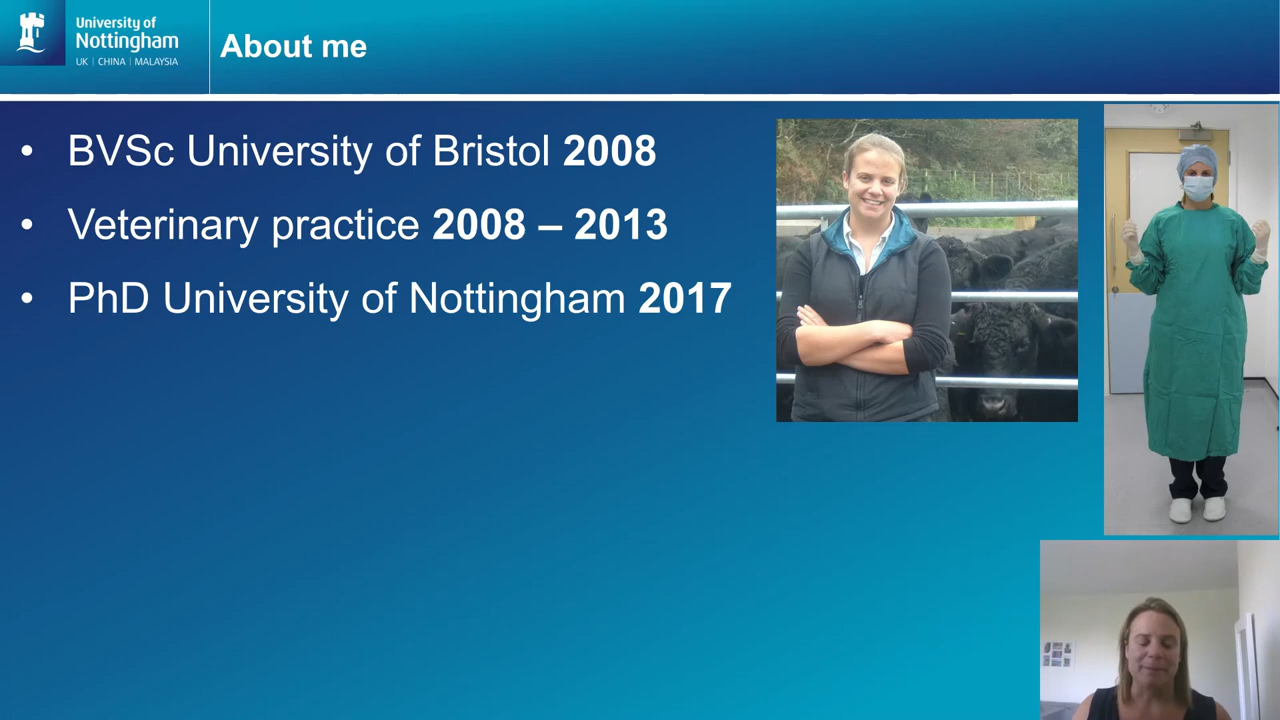 University of
Nottingham
UK | CHINA | MALAYSIA
About me
• BVSc University of Bristol 2008
• Veterinary practice 2008 – 2013
• PhD University of Nottingham 2017